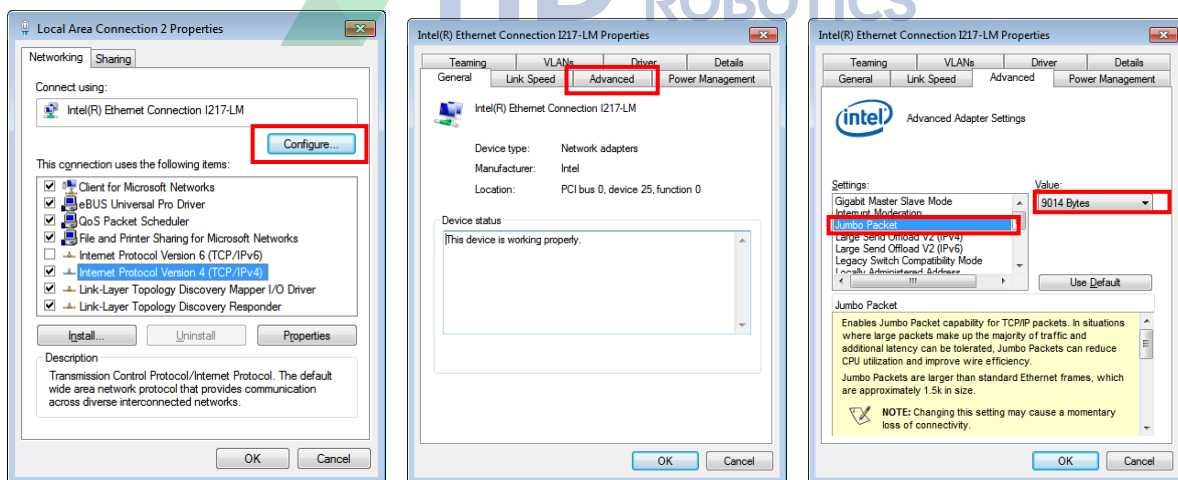 ROBOTICS
Local Area Connection 2 Properties
Networking
Sharing
Connect using:
Intel(R) Ethernet Connection I217-LM
Configure...
This connection uses the following items:
Client for Microsoft Networks
eBUS Universal Pro Driver
QoS Packet Scheduler
File and Printer Sharing for Microsoft Networks
Internet Protocol Version 6 (TCP/IPv6)
Internet Protocol Version 4 (TCP/IPv4)
Link-Layer Topology Discovery Mapper I/O Driver
Link-Layer Topology Discovery Responder
Install...
Uninstall
Properties
Description
Transmission Control Protocol/Internet Protocol. The default
wide area network protocol that provides communication
across diverse interconnected networks.
OK
Cancel
Intel(R) Ethernet Connection I217-LM Properties
Teaming
VLANs
Driver
Details
General
Link Speed
Advanced
Power Management
Intel(R) Ethernet Connection I217-LM
Device type: Network adapters
Manufacturer: Intel
Location: PCI bus 0, device 25, function 0
Device status
This device is working properly.
OK
Cancel
Intel(R) Ethernet Connection I217-LM Properties
Teaming
VLANs
Driver
Details
General
Link Speed
Advanced
Power Management
intel
Advanced Adapter Settings
Settings:
Value:
Gigabit Master Slave Mode
9014 Bytes
Interrupt Moderation
Jumbo Packet
Large Send Offload V2 (IPv4)
Large Send Offload V2 (IPv6)
Legacy Switch Compatibility Mode
Locally Administered Address
Use Default
Jumbo Packet
Enables Jumbo Packet capability for TCP/IP packets. In situations
where large packets make up the majority of traffic and
additional latency can be tolerated, Jumbo Packets can reduce
CPU utilization and improve wire efficiency.
Jumbo Packets are larger than standard Ethernet frames, which
are approximately 1.5k in size.
NOTE: Changing this setting may cause a momentary
loss of connectivity.
OK
Cancel